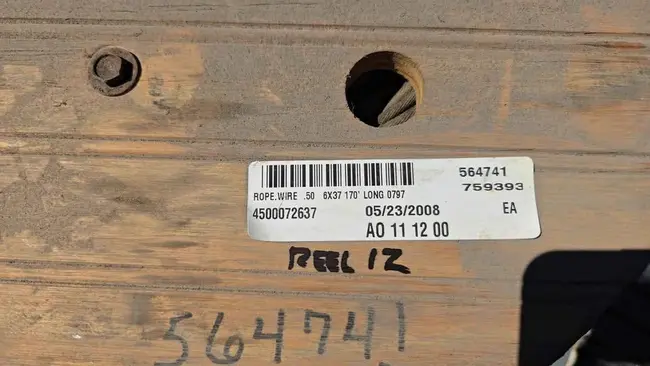 564741
759393
ROPE.WIRE .50 6X37 170' LONG 0797
4500072637 05/23/2008 EA
AO 11 12 00
REEL 12
564741